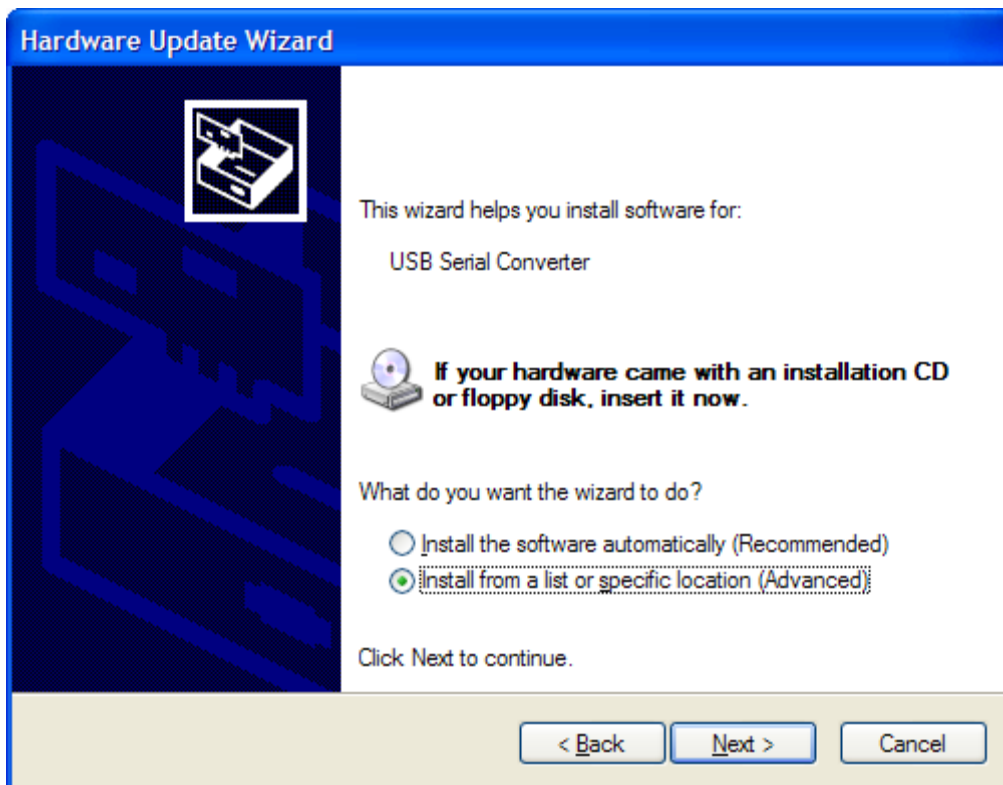 Hardware Update Wizard
This wizard helps you install software for:
USB Serial Converter
If your hardware came with an installation CD
or floppy disk, insert it now.
What do you want the wizard to do?
Install the software automatically (Recommended)
Install from a list or specific location (Advanced)
Click Next to continue.
< Back
Next >
Cancel